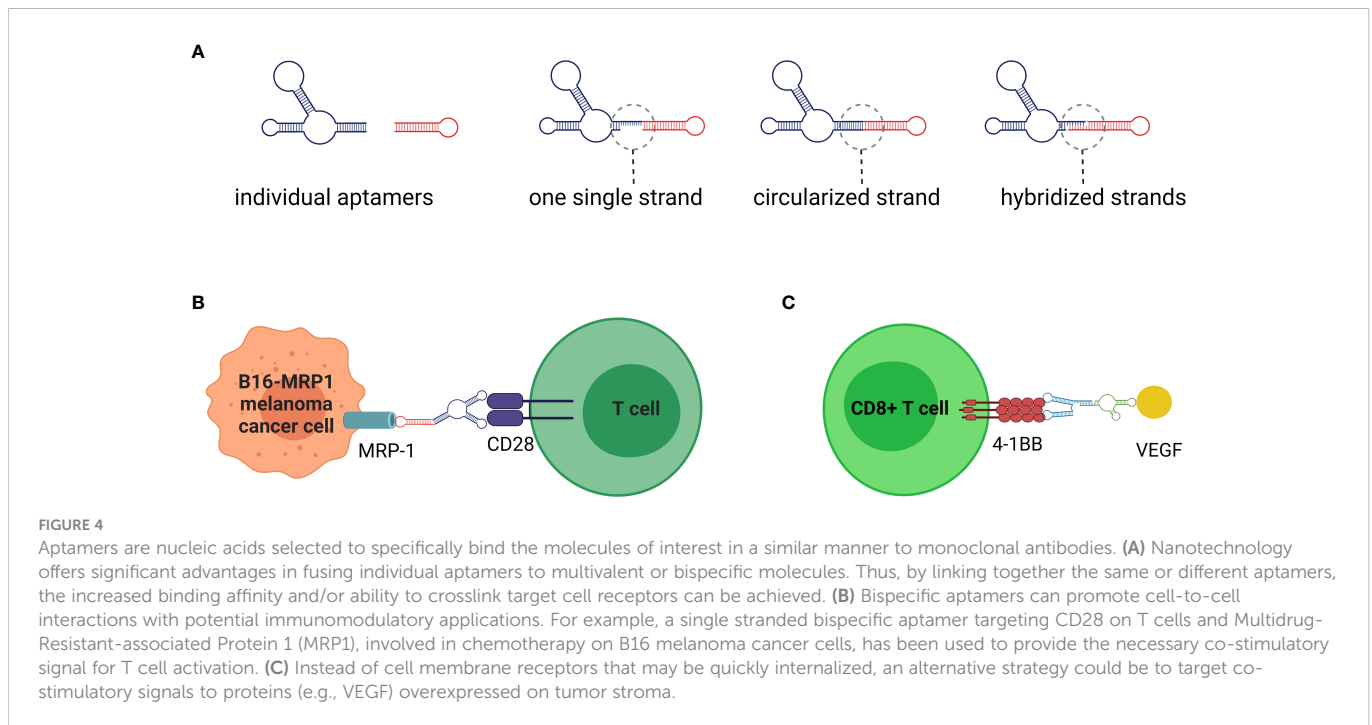 A
individual aptamers
one single strand
circularized strand
hybridized strands
B
B16-MRP1
melanoma
cancer cell
MRP-1
CD28
T cell
C
CD8+ T cell
4-1BB
VEGF
FIGURE 4
Aptamers are nucleic acids selected to specifically bind the molecules of interest in a similar manner to monoclonal antibodies. (A) Nanotechnology
offers significant advantages in fusing individual aptamers to multivalent or bispecific molecules. Thus, by linking together the same or different aptamers,
the increased binding affinity and/or ability to crosslink target cell receptors can be achieved. (B) Bispecific aptamers can promote cell-to-cell
interactions with potential immunomodulatory applications. For example, a single stranded bispecific aptamer targeting CD28 on T cells and Multidrug-
Resistant-associated Protein 1 (MRP1), involved in chemotherapy on B16 melanoma cancer cells, has been used to provide the necessary co-stimulatory
signal for T cell activation. (C) Instead of cell membrane receptors that may be quickly internalized, an alternative strategy could be to target co-
stimulatory signals to proteins (e.g., VEGF) overexpressed on tumor stroma.